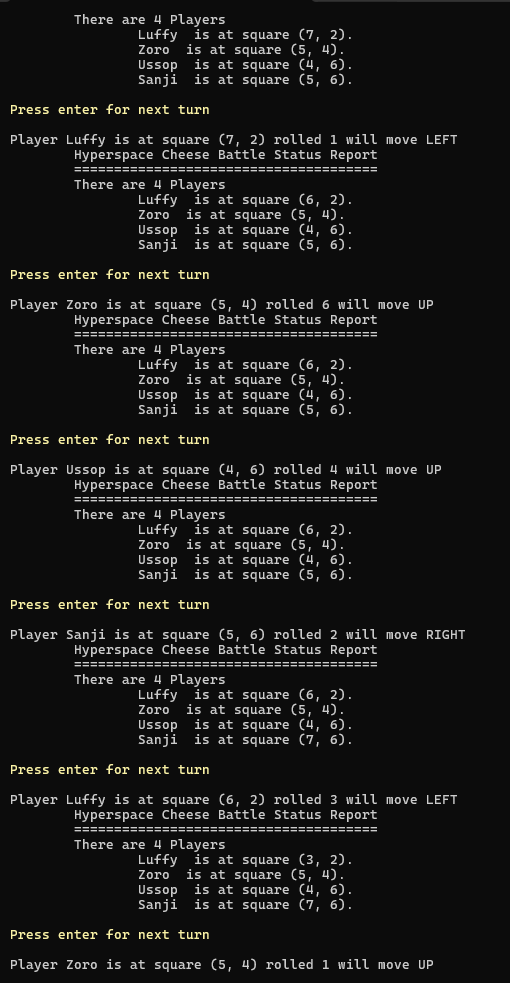 There are 4 Players
Luffy  is at square (7, 2).
Zoro  is at square (5, 4).
Ussop  is at square (4, 6).
Sanji  is at square (5, 6).
Press enter for next turn
Player Luffy is at square (7, 2) rolled 1 will move LEFT
Hyperspace Cheese Battle Status Report
======================================
There are 4 Players
Luffy  is at square (6, 2).
Zoro  is at square (5, 4).
Ussop  is at square (4, 6).
Sanji  is at square (5, 6).
Press enter for next turn
Player Zoro is at square (5, 4) rolled 6 will move UP
Hyperspace Cheese Battle Status Report
======================================
There are 4 Players
Luffy  is at square (6, 2).
Zoro  is at square (5, 4).
Ussop  is at square (4, 6).
Sanji  is at square (5, 6).
Press enter for next turn
Player Ussop is at square (4, 6) rolled 4 will move UP
Hyperspace Cheese Battle Status Report
======================================
There are 4 Players
Luffy  is at square (6, 2).
Zoro  is at square (5, 4).
Ussop  is at square (4, 6).
Sanji  is at square (5, 6).
Press enter for next turn
Player Sanji is at square (5, 6) rolled 2 will move RIGHT
Hyperspace Cheese Battle Status Report
======================================
There are 4 Players
Luffy  is at square (6, 2).
Zoro  is at square (5, 4).
Ussop  is at square (4, 6).
Sanji  is at square (7, 6).
Press enter for next turn
Player Luffy is at square (6, 2) rolled 3 will move LEFT
Hyperspace Cheese Battle Status Report
======================================
There are 4 Players
Luffy  is at square (3, 2).
Zoro  is at square (5, 4).
Ussop  is at square (4, 6).
Sanji  is at square (7, 6).
Press enter for next turn
Player Zoro is at square (5, 4) rolled 1 will move UP